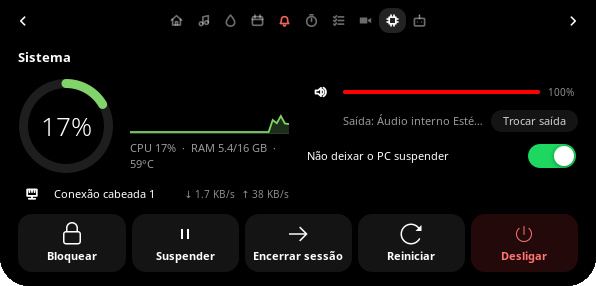 Sistema
17%
CPU 17% · RAM 5.4/16 GB ·
59°C
Conexão cabeada 1 ↓ 1.7 KB/s ↑ 38 KB/s
100%
Saída: Áudio interno Esté... Trocar saída
Não deixar o PC suspender
Bloquear Suspender Encerrar sessão Reiniciar Desligar